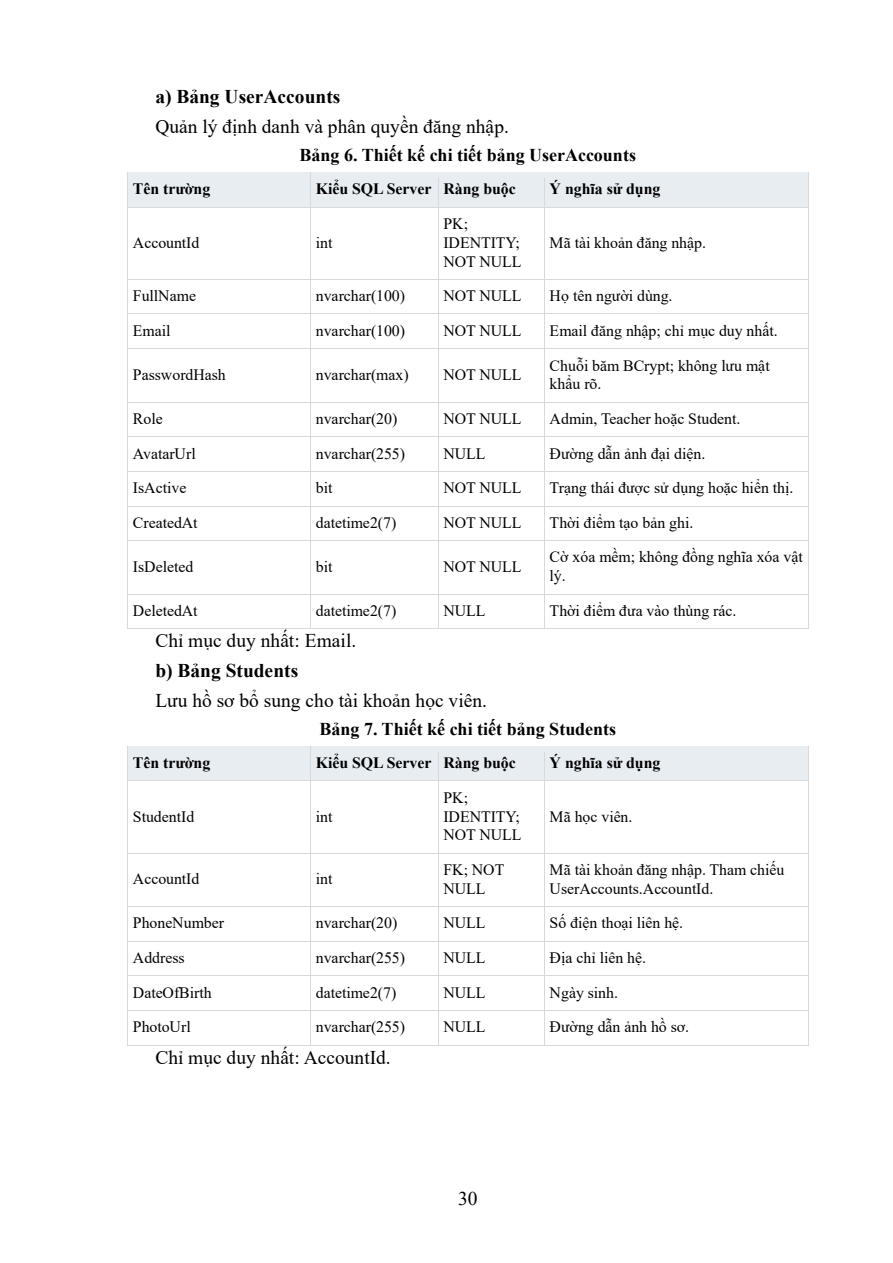 a) Bảng UserAccounts
Quản lý định danh và phân quyền đăng nhập.
Bảng 6. Thiết kế chi tiết bảng UserAccounts
Tên trường Kiểu SQL Server Ràng buộc Ý nghĩa sử dụng
AccountId int PK; IDENTITY; NOT NULL Mã tài khoản đăng nhập.
FullName nvarchar(100) NOT NULL Họ tên người dùng.
Email nvarchar(100) NOT NULL Email đăng nhập; chỉ mục duy nhất.
PasswordHash nvarchar(max) NOT NULL Chuỗi băm BCrypt; không lưu mật khẩu rõ.
Role nvarchar(20) NOT NULL Admin, Teacher hoặc Student.
AvatarUrl nvarchar(255) NULL Đường dẫn ảnh đại diện.
IsActive bit NOT NULL Trạng thái được sử dụng hoặc hiển thị.
CreatedAt datetime2(7) NOT NULL Thời điểm tạo bản ghi.
IsDeleted bit NOT NULL Cờ xóa mềm; không đồng nghĩa xóa vật lý.
DeletedAt datetime2(7) NULL Thời điểm đưa vào thùng rác.
Chỉ mục duy nhất: Email.
b) Bảng Students
Lưu hồ sơ bổ sung cho tài khoản học viên.
Bảng 7. Thiết kế chi tiết bảng Students
Tên trường Kiểu SQL Server Ràng buộc Ý nghĩa sử dụng
StudentId int PK; IDENTITY; NOT NULL Mã học viên.
AccountId int FK; NOT NULL Mã tài khoản đăng nhập. Tham chiếu UserAccounts.AccountId.
PhoneNumber nvarchar(20) NULL Số điện thoại liên hệ.
Address nvarchar(255) NULL Địa chỉ liên hệ.
DateOfBirth datetime2(7) NULL Ngày sinh.
PhotoUrl nvarchar(255) NULL Đường dẫn ảnh hồ sơ.
Chỉ mục duy nhất: AccountId.
30